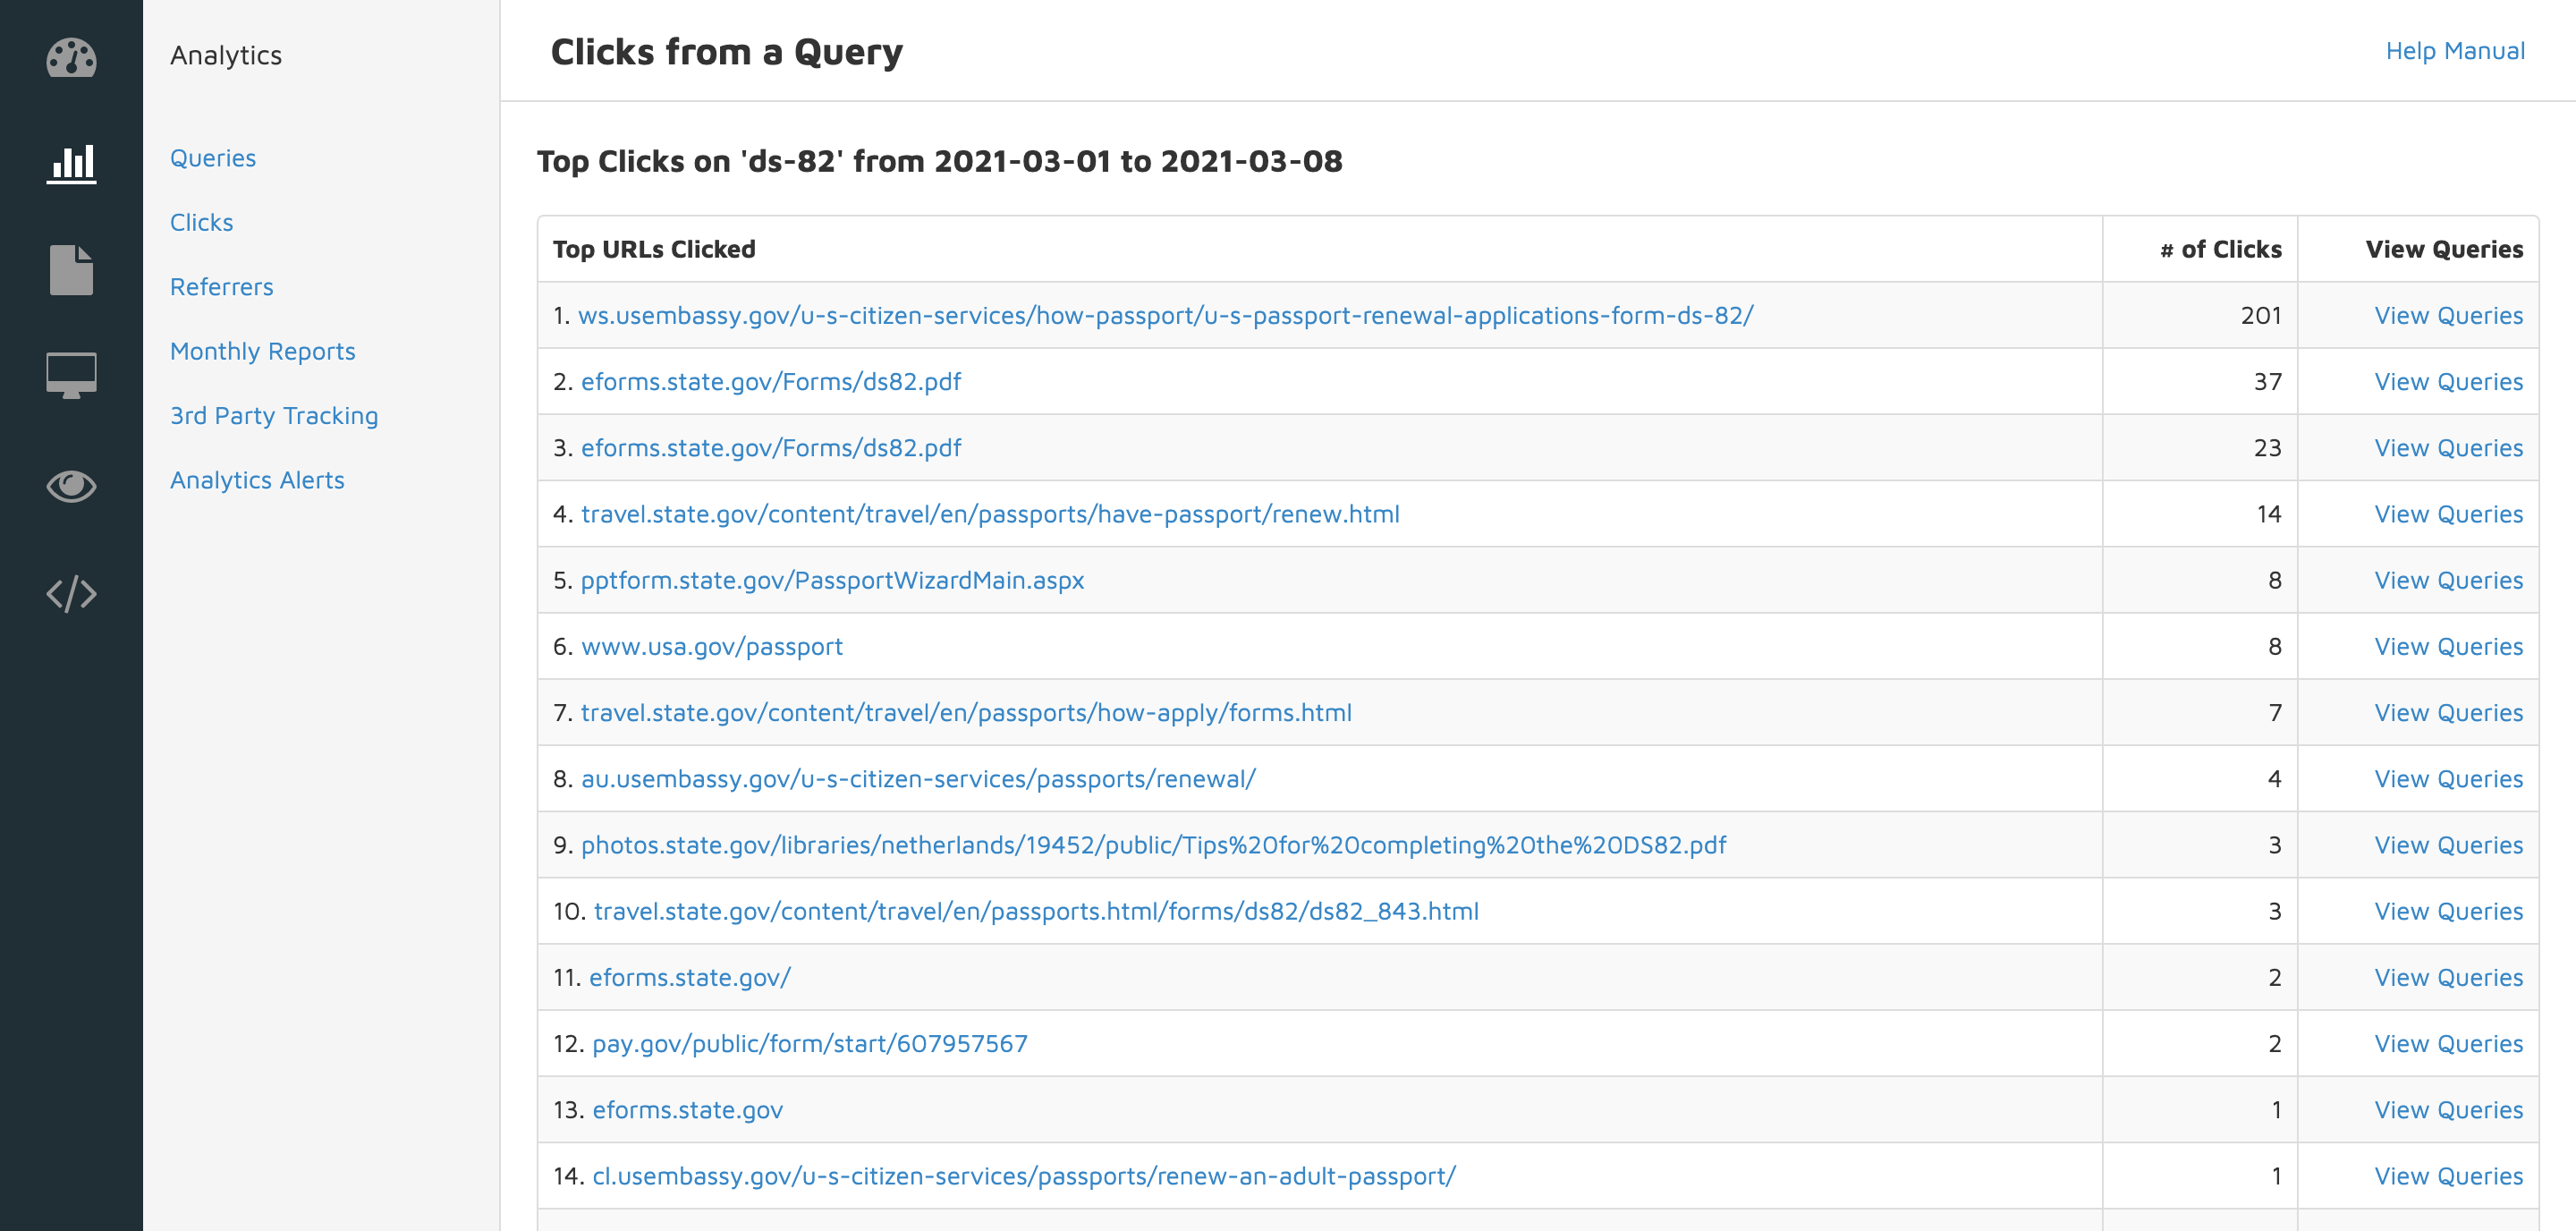 Analytics
Queries
Clicks
Referrers
Monthly Reports
3rd Party Tracking
Analytics Alerts
Clicks from a Query
Help Manual
Top Clicks on 'ds-82' from 2021-03-01 to 2021-03-08
Top URLs Clicked # of Clicks View Queries
1. ws.usembassy.gov/u-s-citizen-services/how-passport/u-s-passport-renewal-applications-form-ds-82/ 201 View Queries
2. eforms.state.gov/Forms/ds82.pdf 37 View Queries
3. eforms.state.gov/Forms/ds82.pdf 23 View Queries
4. travel.state.gov/content/travel/en/passports/have-passport/renew.html 14 View Queries
5. pptform.state.gov/PassportWizardMain.aspx 8 View Queries
6. www.usa.gov/passport 8 View Queries
7. travel.state.gov/content/travel/en/passports/how-apply/forms.html 7 View Queries
8. au.usembassy.gov/u-s-citizen-services/passports/renewal/ 4 View Queries
9. photos.state.gov/libraries/netherlands/19452/public/Tips%20for%20completing%20the%20DS82.pdf 3 View Queries
10. travel.state.gov/content/travel/en/passports.html/forms/ds82/ds82_843.html 3 View Queries
11. eforms.state.gov/ 2 View Queries
12. pay.gov/public/form/start/607957567 2 View Queries
13. eforms.state.gov 1 View Queries
14. cl.usembassy.gov/u-s-citizen-services/passports/renew-an-adult-passport/ 1 View Queries